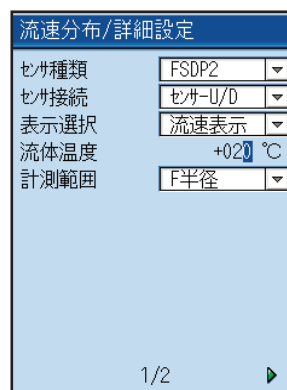 流速分布/詳細設定
ｾﾝｻ種類 FSDP2
ｾﾝｻ接続 ｾﾝｻｰU/D
表示選択 流速表示
流体温度 +020 ℃
計測範囲 F半径
1/2